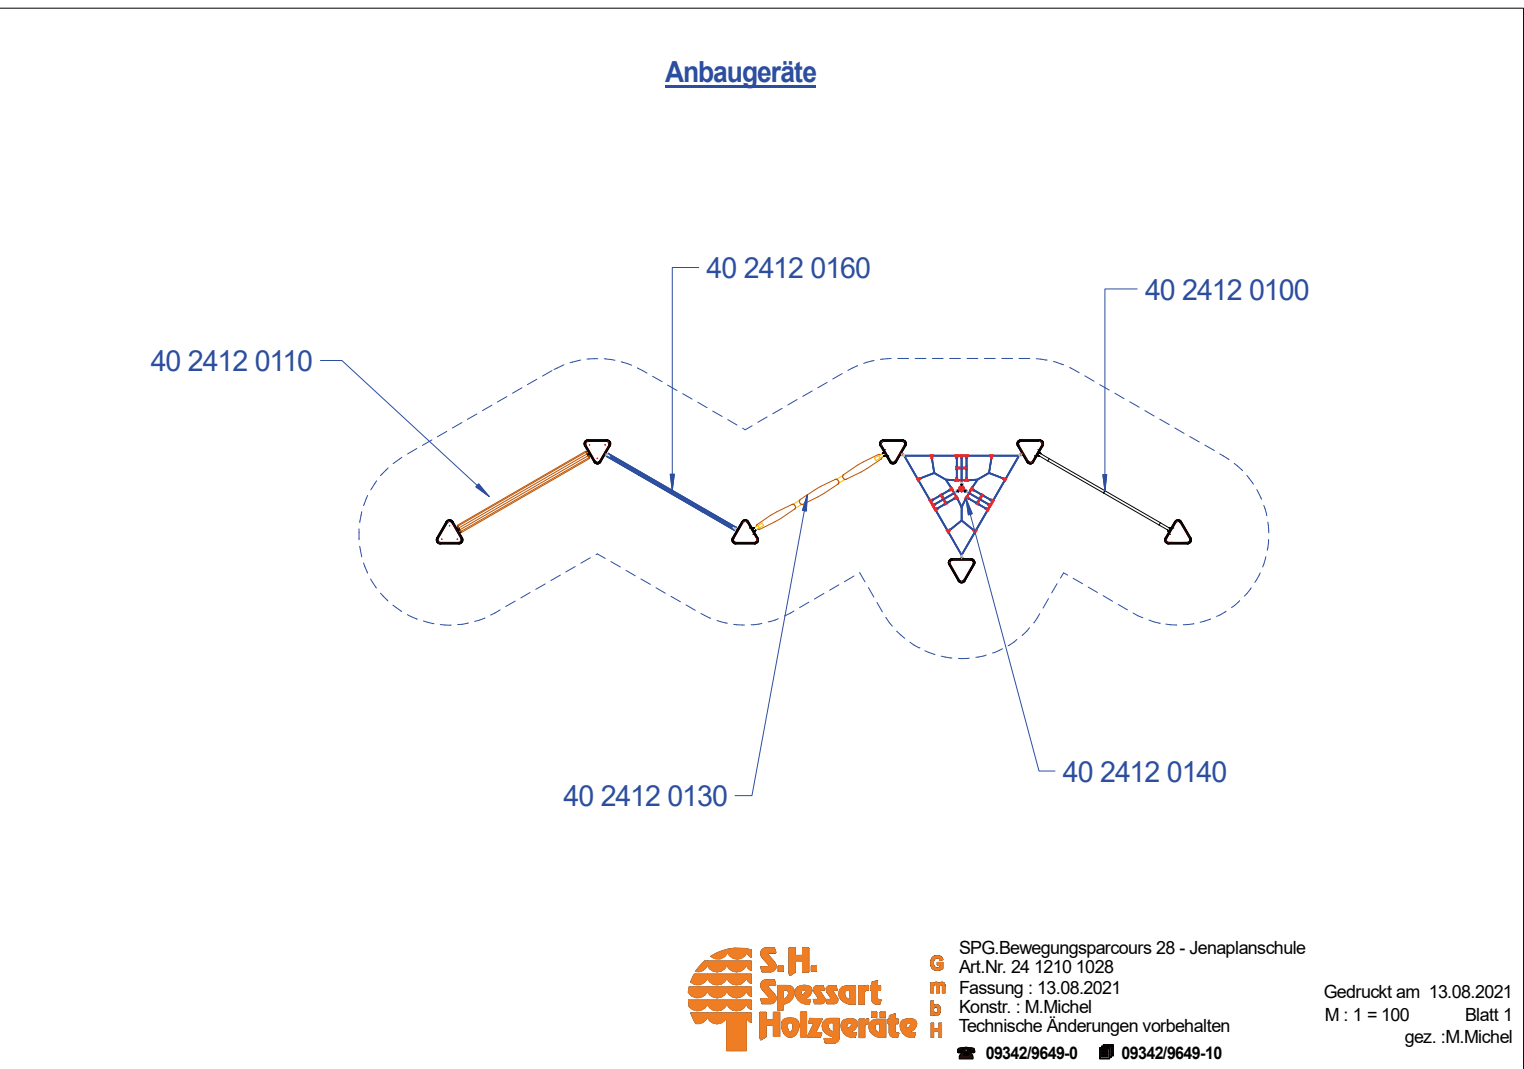 Anbaugeräte
40 2412 0160
40 2412 0100
40 2412 0110
40 2412 0140
40 2412 0130
S.H.
Spessart
Holzgeräte
G
m
b
H
SPG.Bewegungsparcours 28 - Jenaplanschule
Art.Nr. 24 1210 1028
Fassung : 13.08.2021
Konstr. : M.Michel
Technische Änderungen vorbehalten
09342/9649-0 09342/9649-10
Gedruckt am 13.08.2021
M : 1 = 100 Blatt 1
gez. :M.Michel